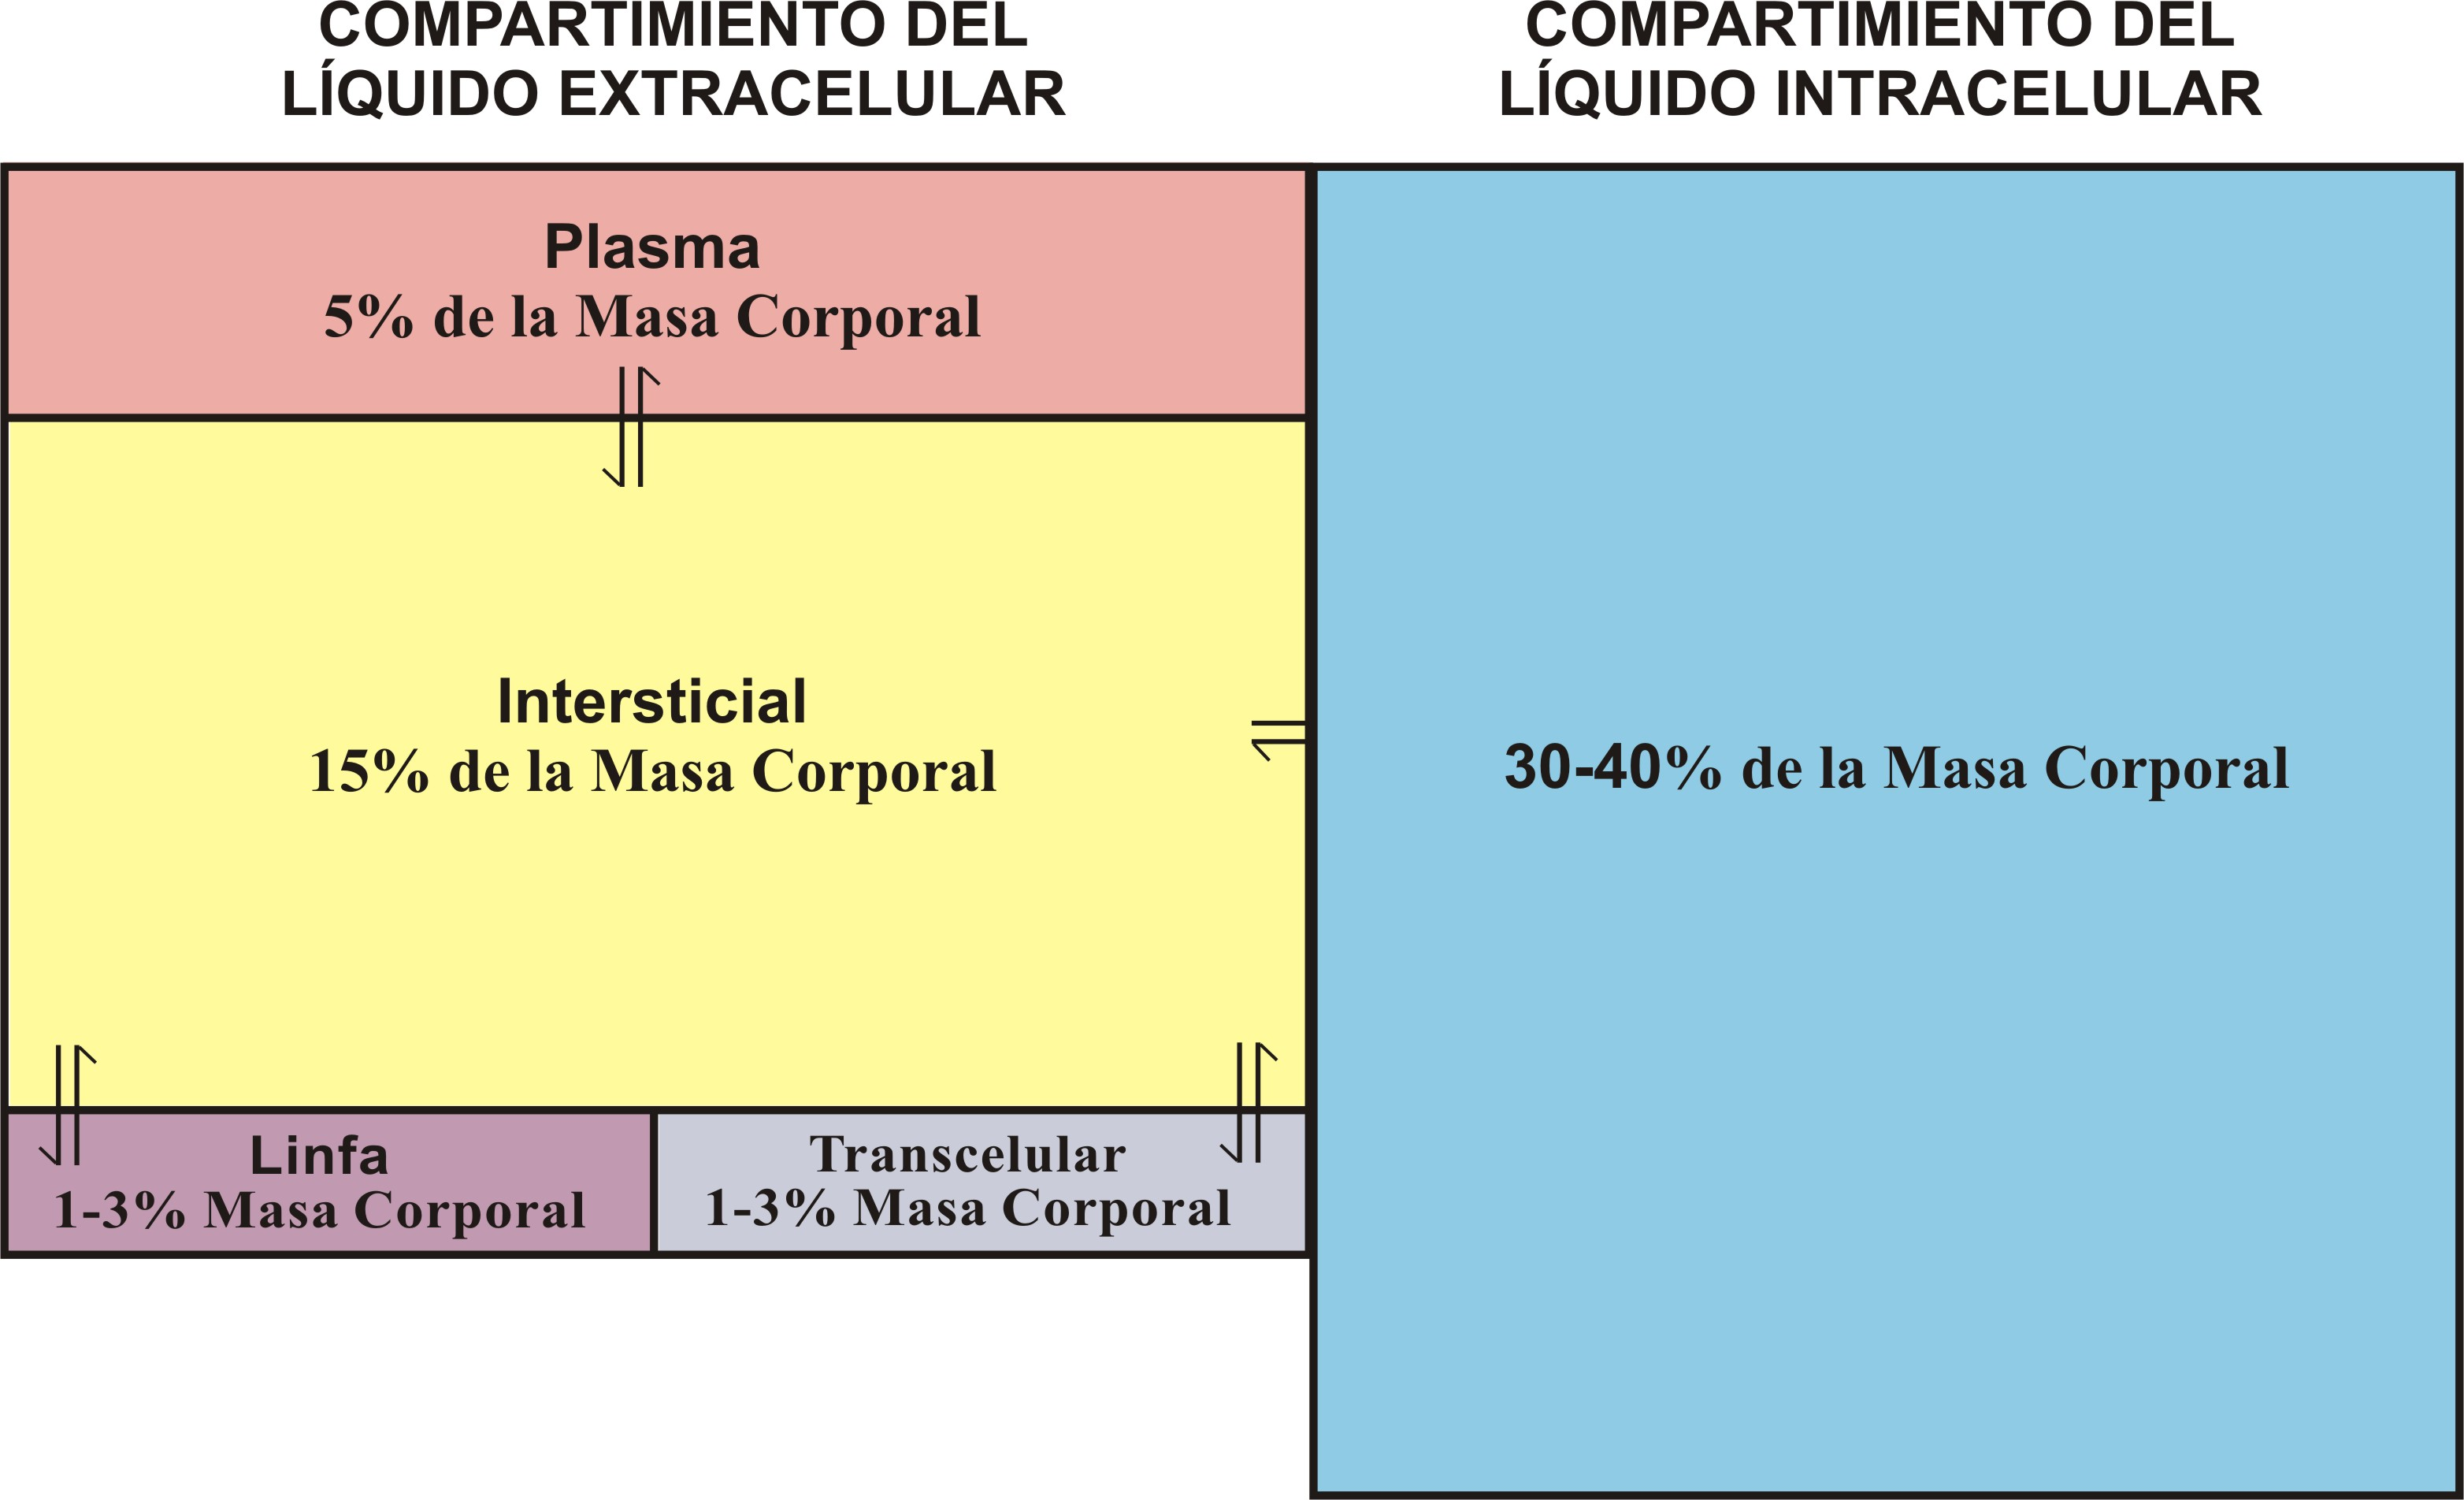 COMPARTIMIENTO DEL
LÍQUIDO EXTRACELULAR
COMPARTIMIENTO DEL
LÍQUIDO INTRACELULAR
Plasma
5% de la Masa Corporal
Intersticial
15% de la Masa Corporal
30-40% de la Masa Corporal
Linfa
1-3% Masa Corporal
Transcelular
1-3% Masa Corporal